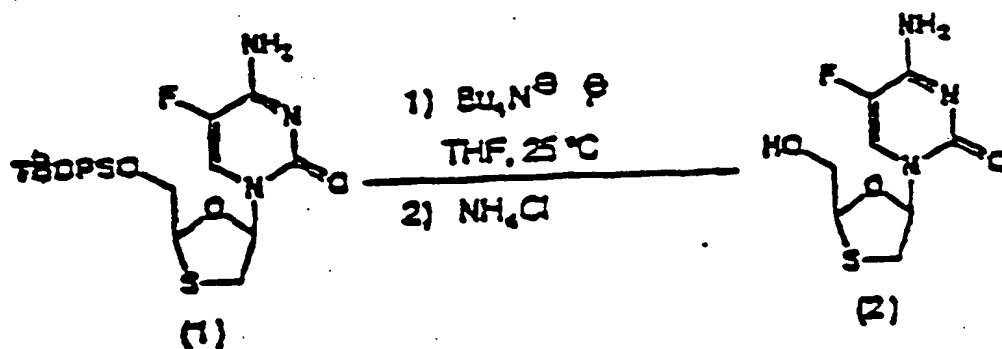 NH₂
F
N
TBDPSO
N
O
O
S
(1)
1) Bu₄N⊕ F⊖
THF, 25 °C
2) NH₄Cl
NH₂
F
N
HO
N
O
O
S
(2)